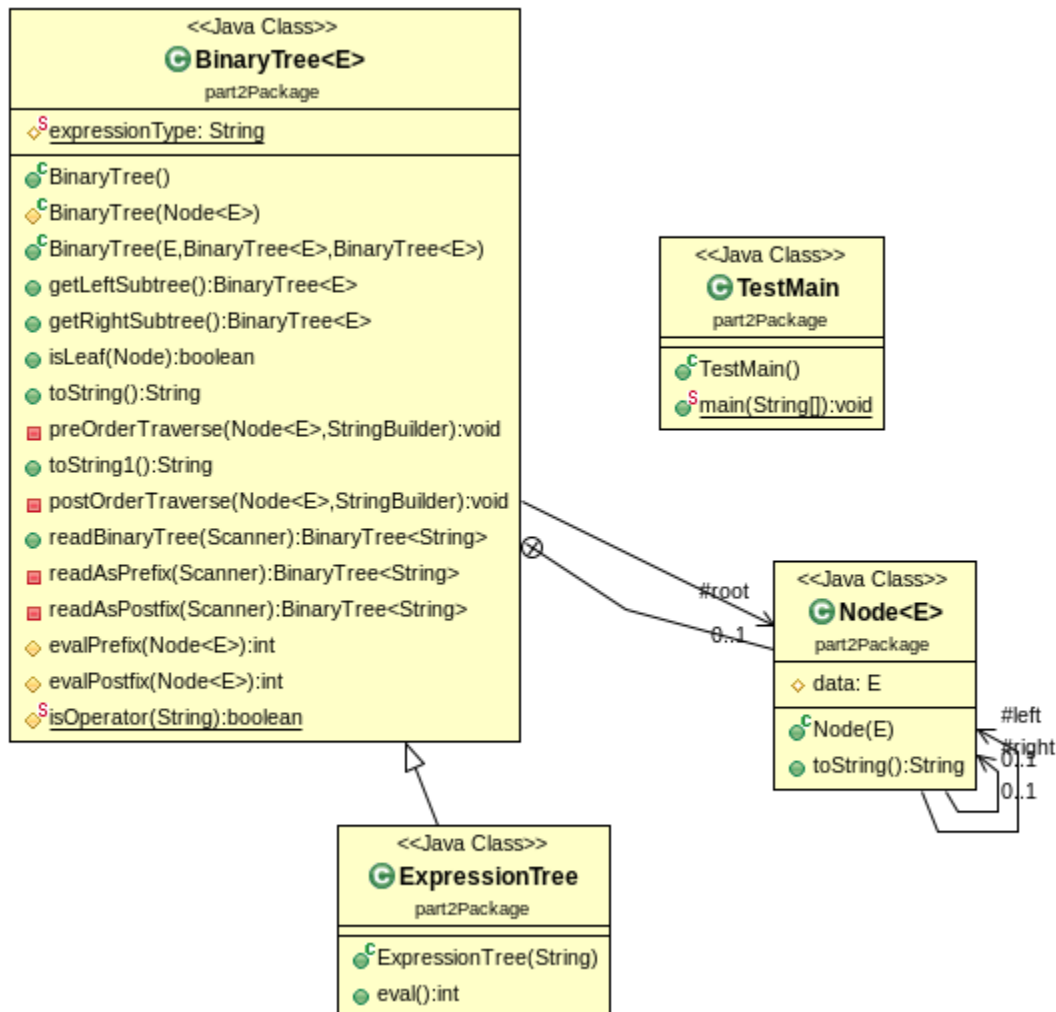 <<Java Class>>
BinaryTree<E>
part2Package
expressionType: String
BinaryTree()
BinaryTree(Node<E>)
BinaryTree(E,BinaryTree<E>,BinaryTree<E>)
getLeftSubtree():BinaryTree<E>
getRightSubtree():BinaryTree<E>
isLeaf(Node):boolean
toString():String
preOrderTraverse(Node<E>,StringBuilder):void
toString1():String
postOrderTraverse(Node<E>,StringBuilder):void
readBinaryTree(Scanner):BinaryTree<String>
readAsPrefix(Scanner):BinaryTree<String>
readAsPostfix(Scanner):BinaryTree<String>
evalPrefix(Node<E>):int
evalPostfix(Node<E>):int
isOperator(String):boolean
<<Java Class>>
TestMain
part2Package
TestMain()
main(String[]):void
#root
0..1
<<Java Class>>
Node<E>
part2Package
data: E
Node(E)
toString():String
#left
#right
0..1
0..1
<<Java Class>>
ExpressionTree
part2Package
ExpressionTree(String)
eval():int